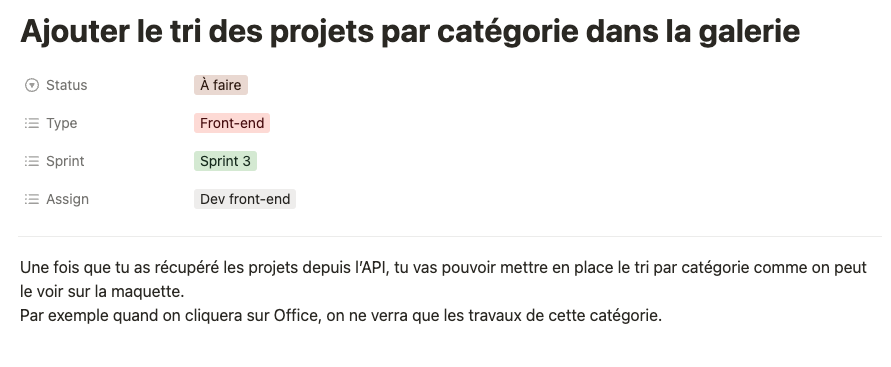 Ajouter le tri des projets par catégorie dans la galerie
Status À faire
Type Front-end
Sprint Sprint 3
Assign Dev front-end
Une fois que tu as récupéré les projets depuis l’API, tu vas pouvoir mettre en place le tri par catégorie comme on peut
le voir sur la maquette.
Par exemple quand on cliquera sur Office, on ne verra que les travaux de cette catégorie.